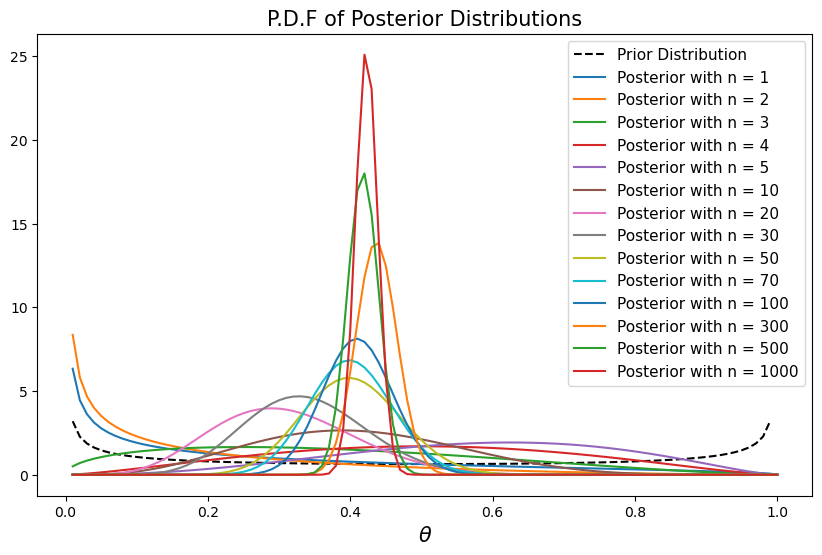 P.D.F of Posterior Distributions
25
20
15
10
5
0
0.0 0.2 0.4 0.6 0.8 1.0
θ
Prior Distribution
Posterior with n = 1
Posterior with n = 2
Posterior with n = 3
Posterior with n = 4
Posterior with n = 5
Posterior with n = 10
Posterior with n = 20
Posterior with n = 30
Posterior with n = 50
Posterior with n = 70
Posterior with n = 100
Posterior with n = 300
Posterior with n = 500
Posterior with n = 1000